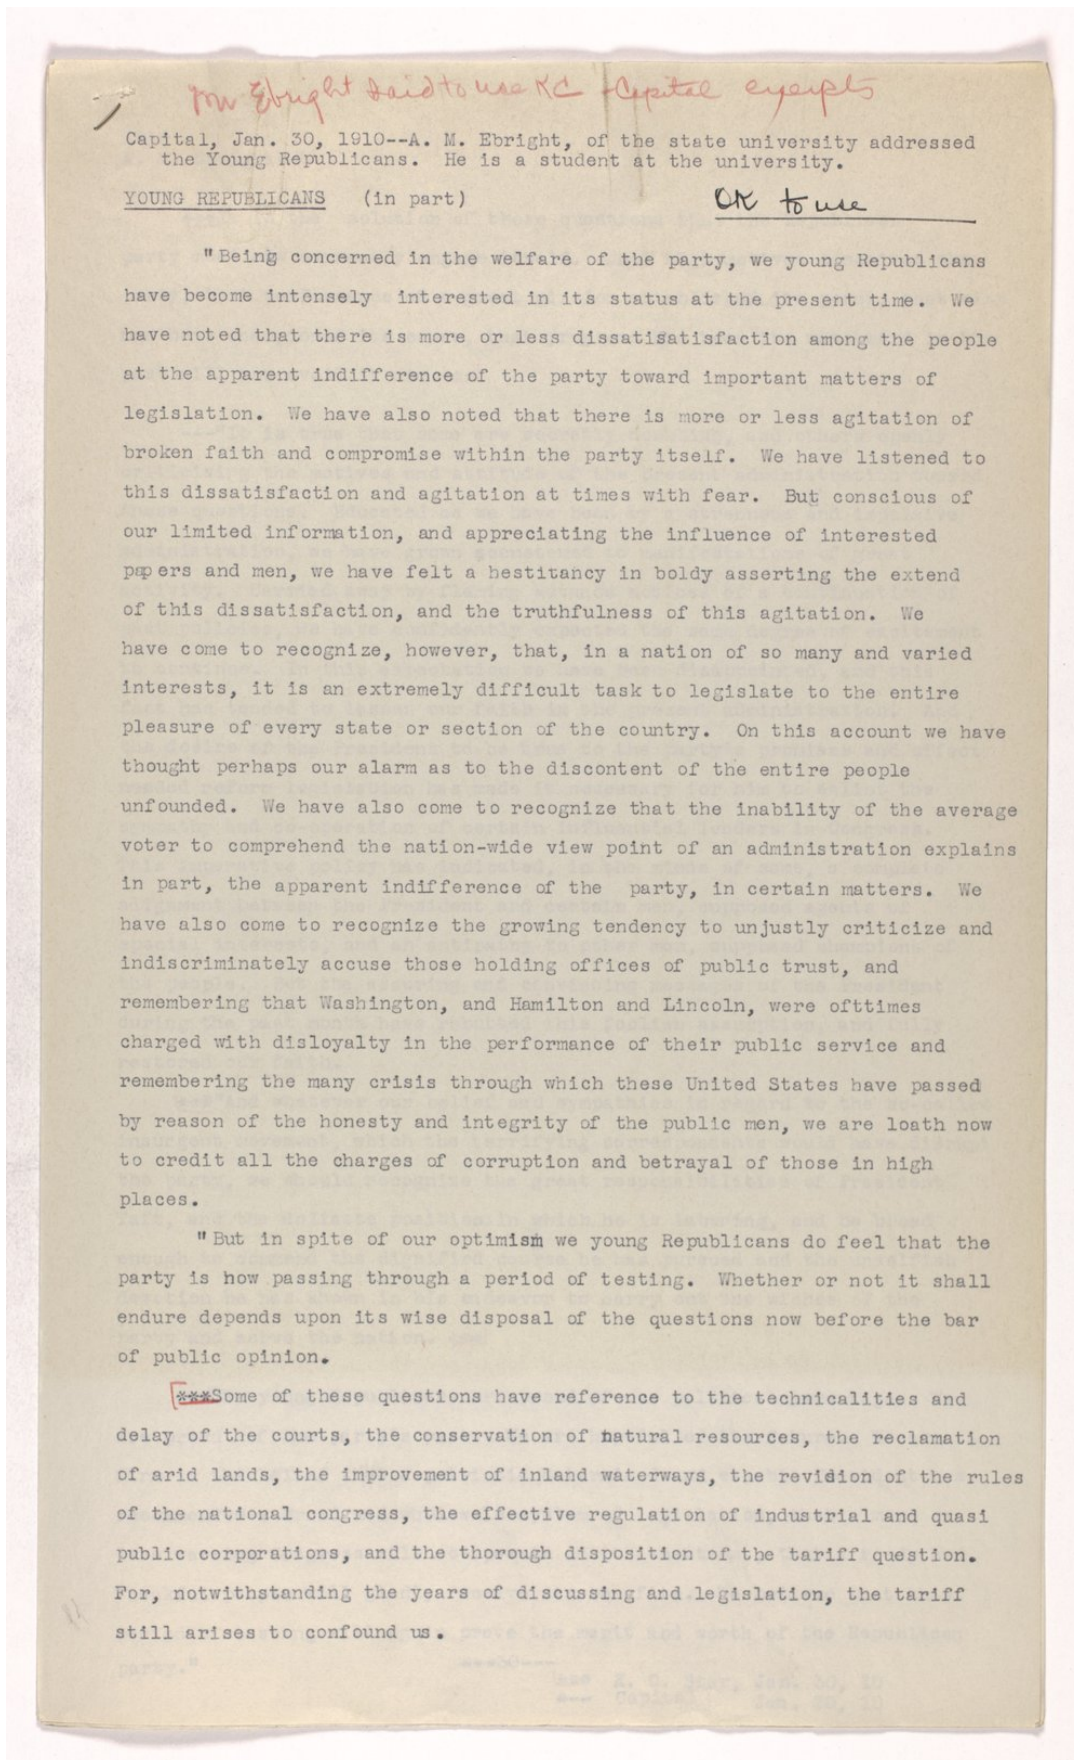 Mr Ebright said to use KC & Capital exerpts
Capital, Jan. 30, 1910--A. M. Ebright, of the state university addressed
the Young Republicans. He is a student at the university.
YOUNG REPUBLICANS (in part)
OK to use
"Being concerned in the welfare of the party, we young Republicans
have become intensely interested in its status at the present time. We
have noted that there is more or less dissatisatisfaction among the people
at the apparent indifference of the party toward important matters of
legislation. We have also noted that there is more or less agitation of
broken faith and compromise within the party itself. We have listened to
this dissatisfaction and agitation at times with fear. But conscious of
our limited information, and appreciating the influence of interested
papers and men, we have felt a hestitancy in boldy asserting the extend
of this dissatisfaction, and the truthfulness of this agitation. We
have come to recognize, however, that, in a nation of so many and varied
interests, it is an extremely difficult task to legislate to the entire
pleasure of every state or section of the country. On this account we have
thought perhaps our alarm as to the discontent of the entire people
unfounded. We have also come to recognize that the inability of the average
voter to comprehend the nation-wide view point of an administration explains
in part, the apparent indifference of the party, in certain matters. We
have also come to recognize the growing tendency to unjustly criticize and
indiscriminately accuse those holding offices of public trust, and
remembering that Washington, and Hamilton and Lincoln, were ofttimes
charged with disloyalty in the performance of their public service and
remembering the many crisis through which these United States have passed
by reason of the honesty and integrity of the public men, we are loath now
to credit all the charges of corruption and betrayal of those in high
places.
"But in spite of our optimism we young Republicans do feel that the
party is how passing through a period of testing. Whether or not it shall
endure depends upon its wise disposal of the questions now before the bar
of public opinion.
***Some of these questions have reference to the technicalities and
delay of the courts, the conservation of natural resources, the reclamation
of arid lands, the improvement of inland waterways, the revision of the rules
of the national congress, the effective regulation of industrial and quasi
public corporations, and the thorough disposition of the tariff question.
For, notwithstanding the years of discussing and legislation, the tariff
still arises to confound us.